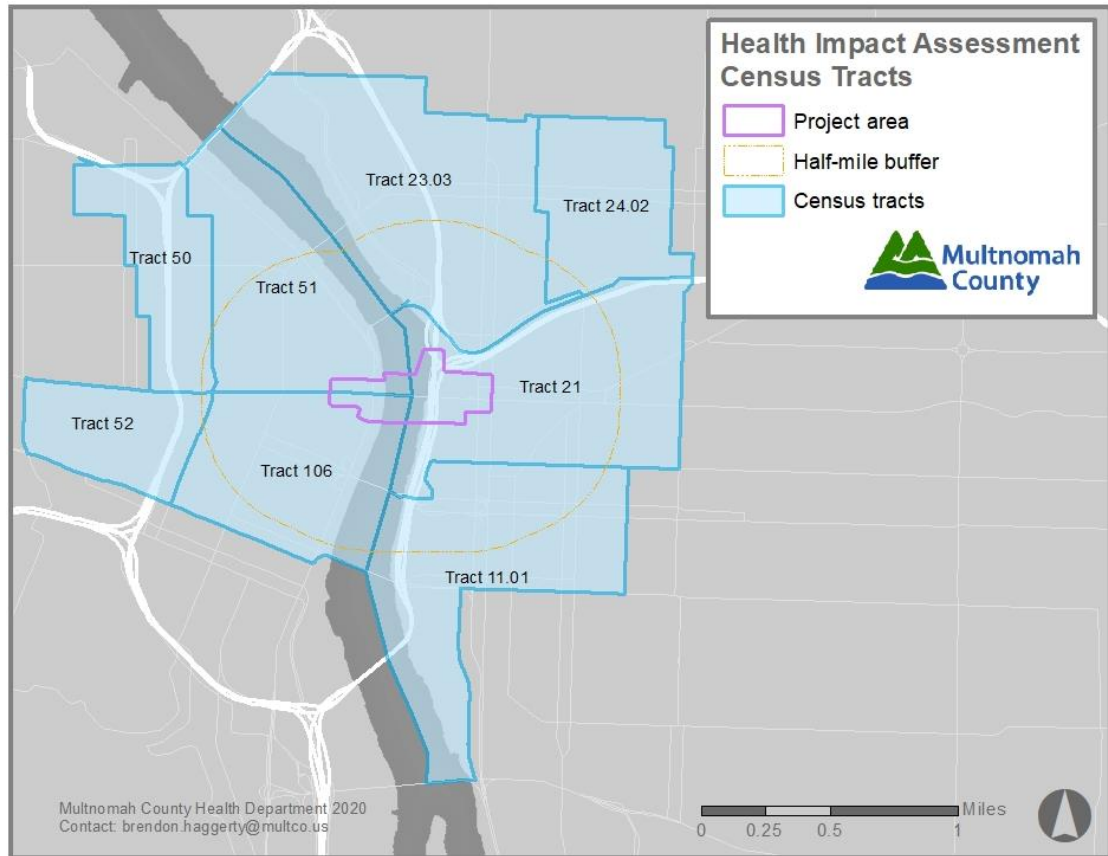 Health Impact Assessment
Census Tracts
Project area
Half-mile buffer
Census tracts
Multnomah
County
Tract 23.03
Tract 24.02
Tract 50
Tract 51
Tract 21
Tract 52
Tract 106
Tract 11.01
Multnomah County Health Department 2020
Contact: brendon.haggerty@multco.us
Miles
0 0.25 0.5 1